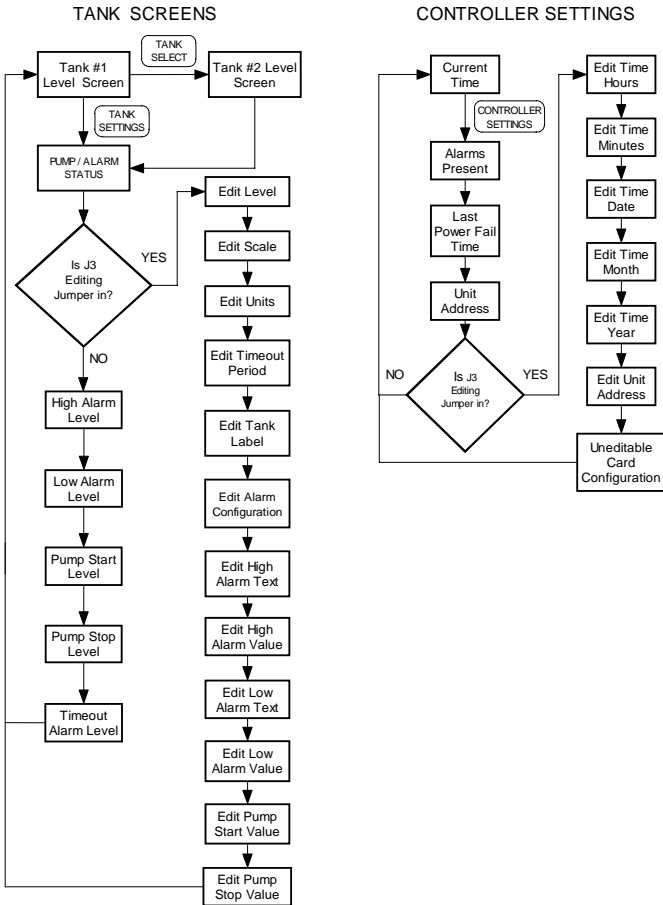 TANK SCREENS
Tank #1
Level Screen
TANK
SELECT
Tank #2 Level
Screen
TANK
SETTINGS
PUMP / ALARM
STATUS
Is J3
Editing
Jumper in?
YES
NO
High Alarm
Level
Low Alarm
Level
Pump Start
Level
Pump Stop
Level
Timeout
Alarm Level
Edit Level
Edit Scale
Edit Units
Edit Timeout
Period
Edit Tank
Label
Edit Alarm
Configuration
Edit High
Alarm Text
Edit High
Alarm Value
Edit Low
Alarm Text
Edit Low
Alarm Value
Edit Pump
Start Value
Edit Pump
Stop Value
CONTROLLER SETTINGS
Current
Time
CONTROLLER
SETTINGS
Alarms
Present
Last
Power Fail
Time
Unit
Address
Is J3
Editing
Jumper in?
NO
YES
Edit Time
Hours
Edit Time
Minutes
Edit Time
Date
Edit Time
Month
Edit Time
Year
Edit Unit
Address
Uneditable
Card
Configuration